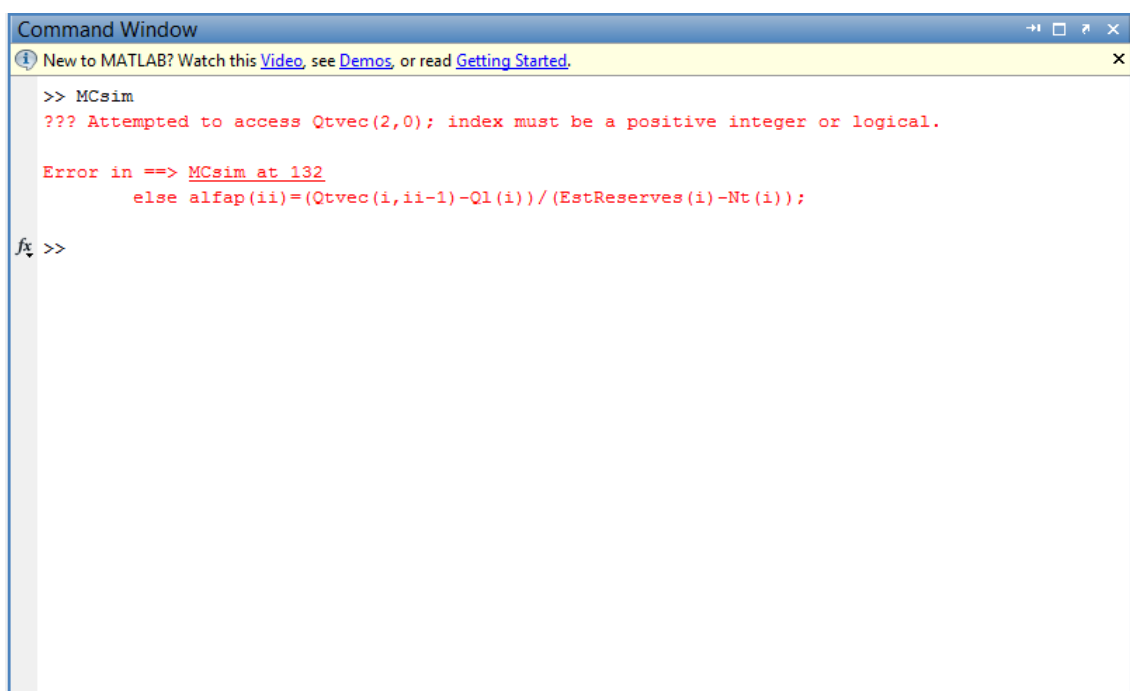 Command Window
New to MATLAB? Watch this Video, see Demos, or read Getting Started.
>> MCsim
??? Attempted to access Qtvec(2,0); index must be a positive integer or logical.
Error in ==> MCsim at 132
else alfap(ii)=(Qtvec(i,ii-1)-Ql(i))/(EstReserves(i)-Nt(i));
fx >>